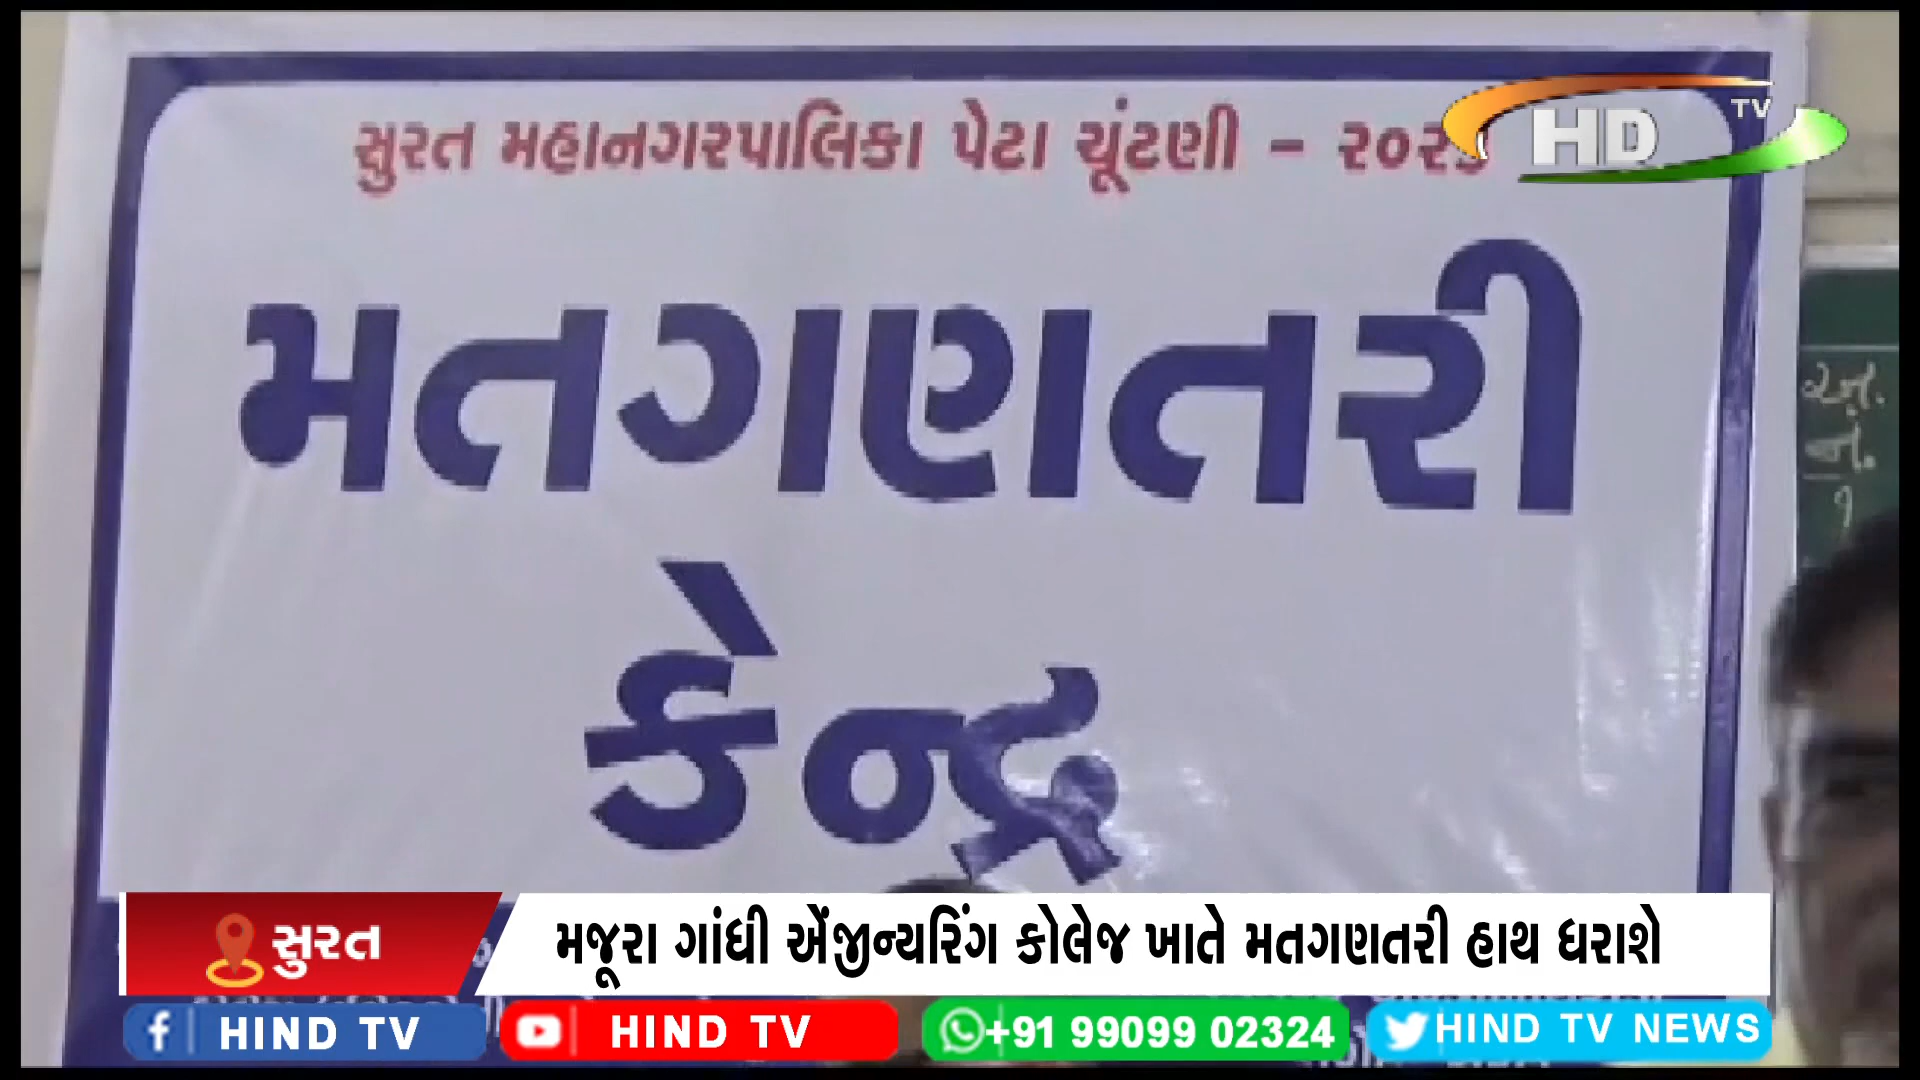 સુરત મહાનગરપાલિકા પેટા ચૂંટણી -
HD TV
મતગણતરી
કેન્દ્ર
સ્ન.
નં.
૧
સુરત
મજૂરા ગાંધી એંજીન્યરિંગ કોલેજ ખાતે મતગણતરી હાથ ધરાશે
HIND TV
HIND TV
+91 99099 02324
HIND TV NEWS